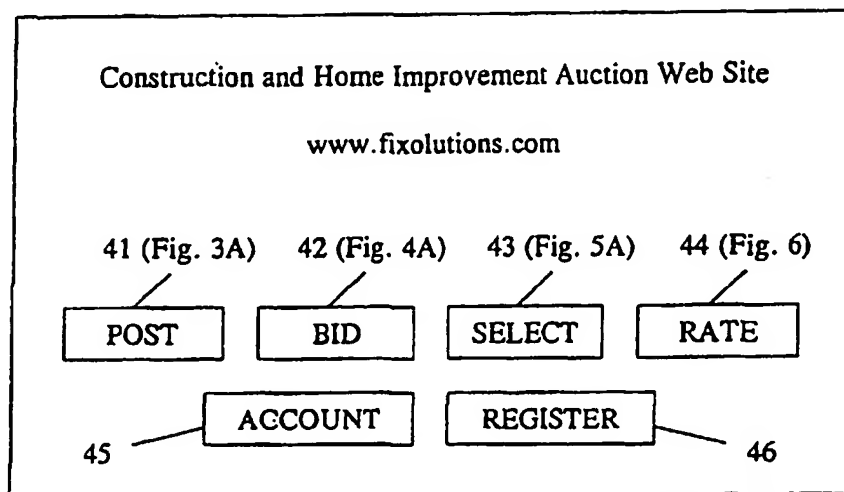 Construction and Home Improvement Auction Web Site
www.fixolutions.com
41 (Fig. 3A) 42 (Fig. 4A) 43 (Fig. 5A) 44 (Fig. 6)
POST BID SELECT RATE
ACCOUNT REGISTER
45 46